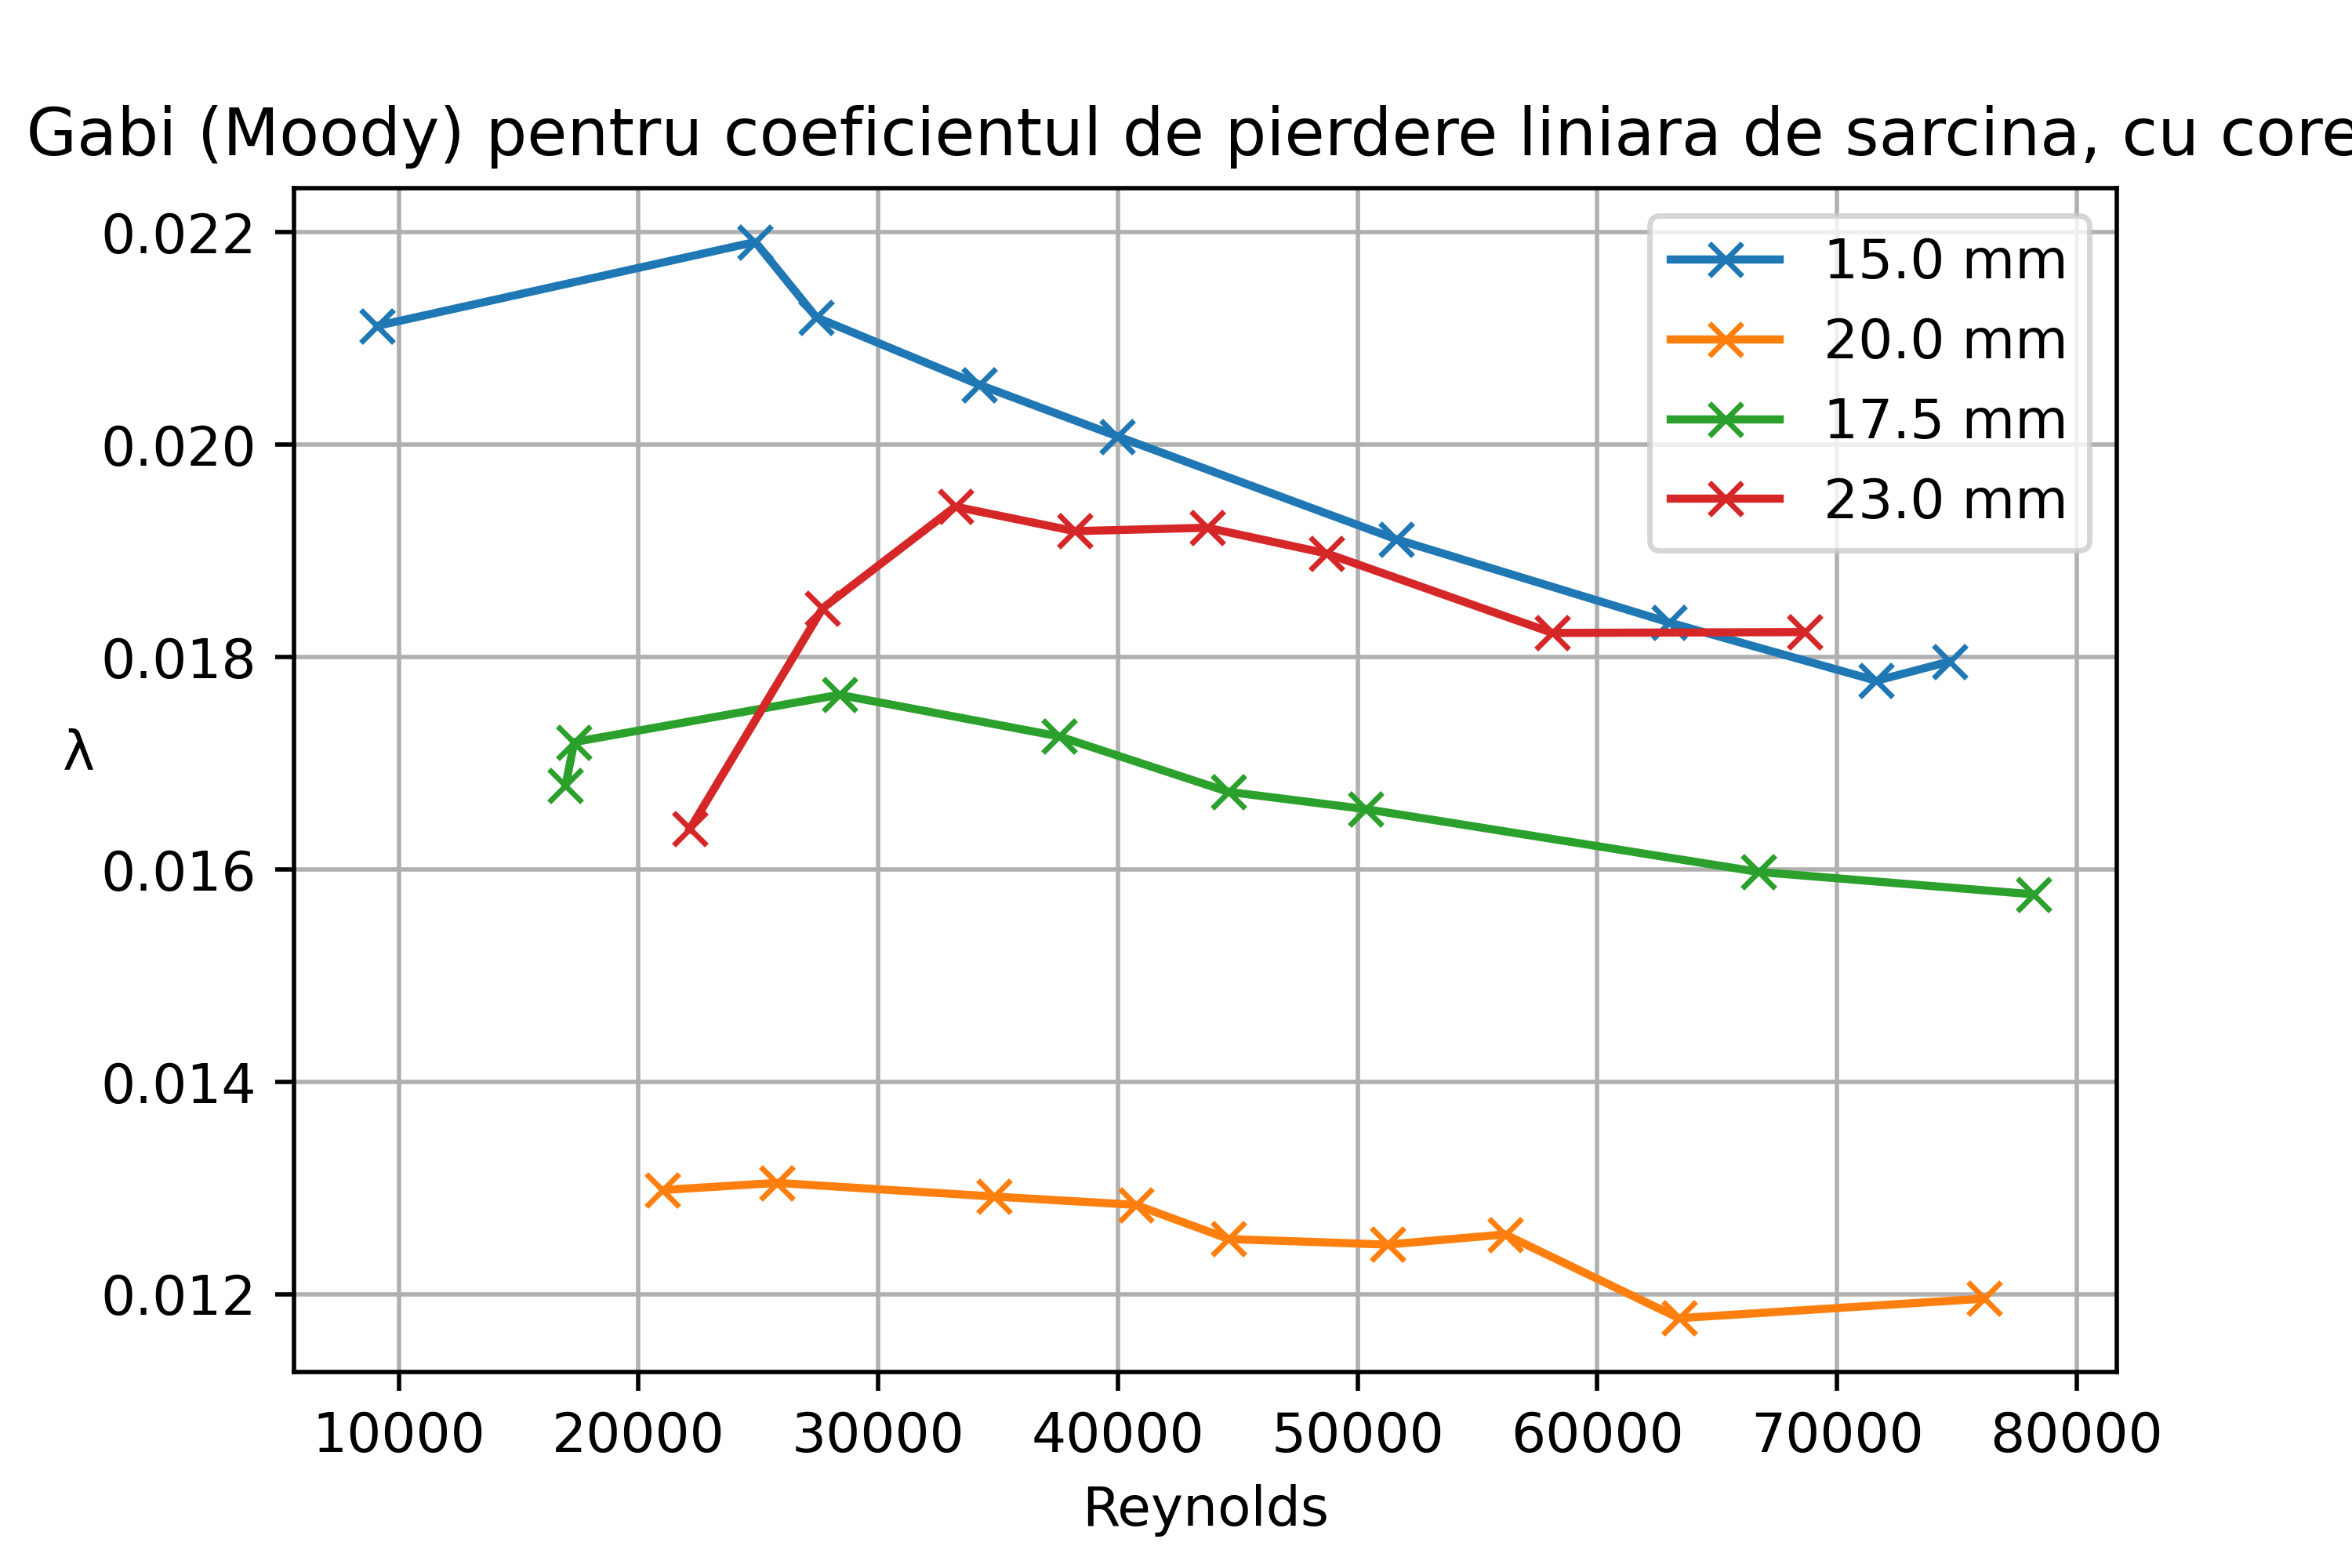 Gabi (Moody) pentru coeficientul de pierdere liniara de sarcina, cu
15.0 mm
20.0 mm
17.5 mm
23.0 mm
0.022
0.020
0.018
0.016
0.014
0.012
λ
10000 20000 30000 40000 50000 60000 70000 80000
Reynolds